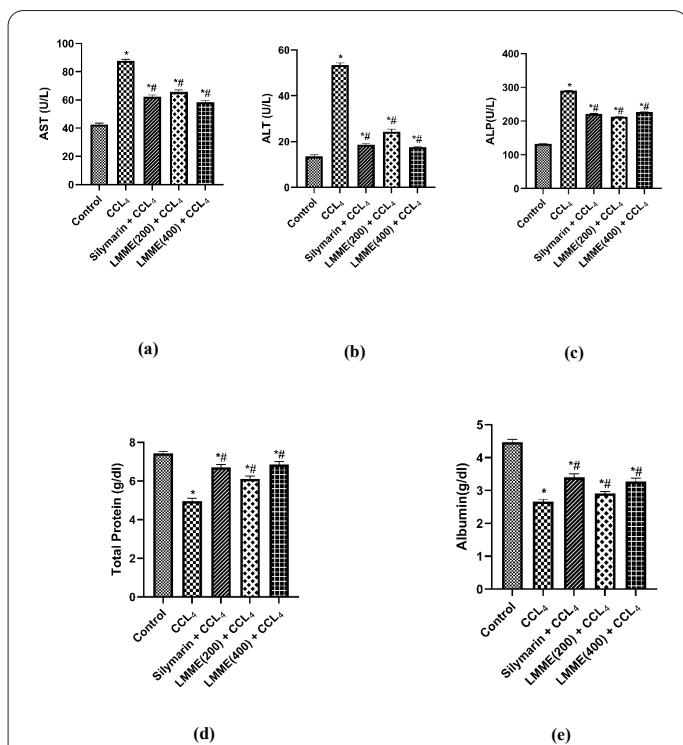 AST (U/L)
100
80
60
40
20
0
*
*#
*#
*#
Control
CCL₄
Silymarin + CCL₄
LMME(200) + CCL₄
LMME(400) + CCL₄
(a)
ALT (U/L)
60
40
20
0
*
*#
*#
*#
Control
CCL₄
Silymarin + CCL₄
LMME(200) + CCL₄
LMME(400) + CCL₄
(b)
ALP(U/L)
400
300
200
100
0
*
*#
*#
*#
Control
CCL₄
Silymarin + CCL₄
LMME(200) + CCL₄
LMME(400) + CCL₄
(c)
Total Protein (g/dl)
8
6
4
2
0
*
*#
*#
*#
Control
CCL₄
Silymarin + CCL₄
LMME(200) + CCL₄
LMME(400) + CCL₄
(d)
Albumin(g/dl)
5
4
3
2
1
0
*
*#
*#
*#
Control
CCL₄
Silymarin + CCL₄
LMME(200) + CCL₄
LMME(400) + CCL₄
(e)